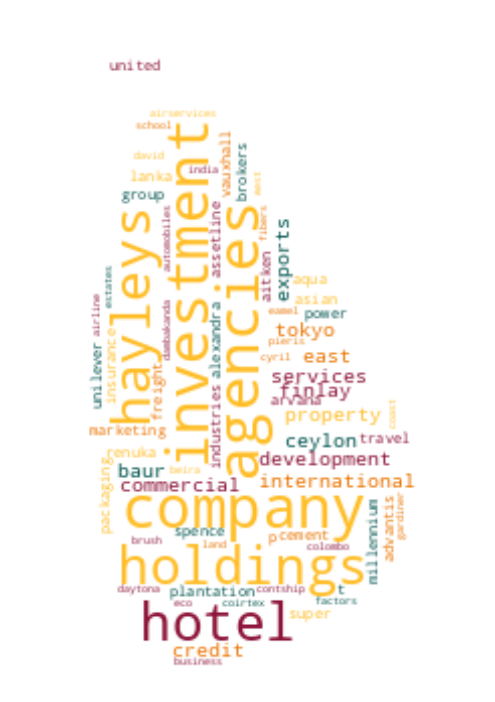 united
airservices
school
david
india
lanka
group
vauxhall
brokers
investment
hayleys
agencies
automobiles
assetline
fibers
aitken
exports
estates
airline
aqua
asian
eamel
power
tokyo
pieris
cyril
east
dambakanda
alexandra
unilever
insurance
freight
industries
services
finlay
arvana
property
coast
marketing
ceylon
travel
renuka
development
baur
beira
commercial
international
packaging
company
millennium
advantis
gardiner
spence
p
cement
brush
land
colombo
holdings
daytona
plantation
contship
t
eco
coirtex
factors
hotel
super
credit
business